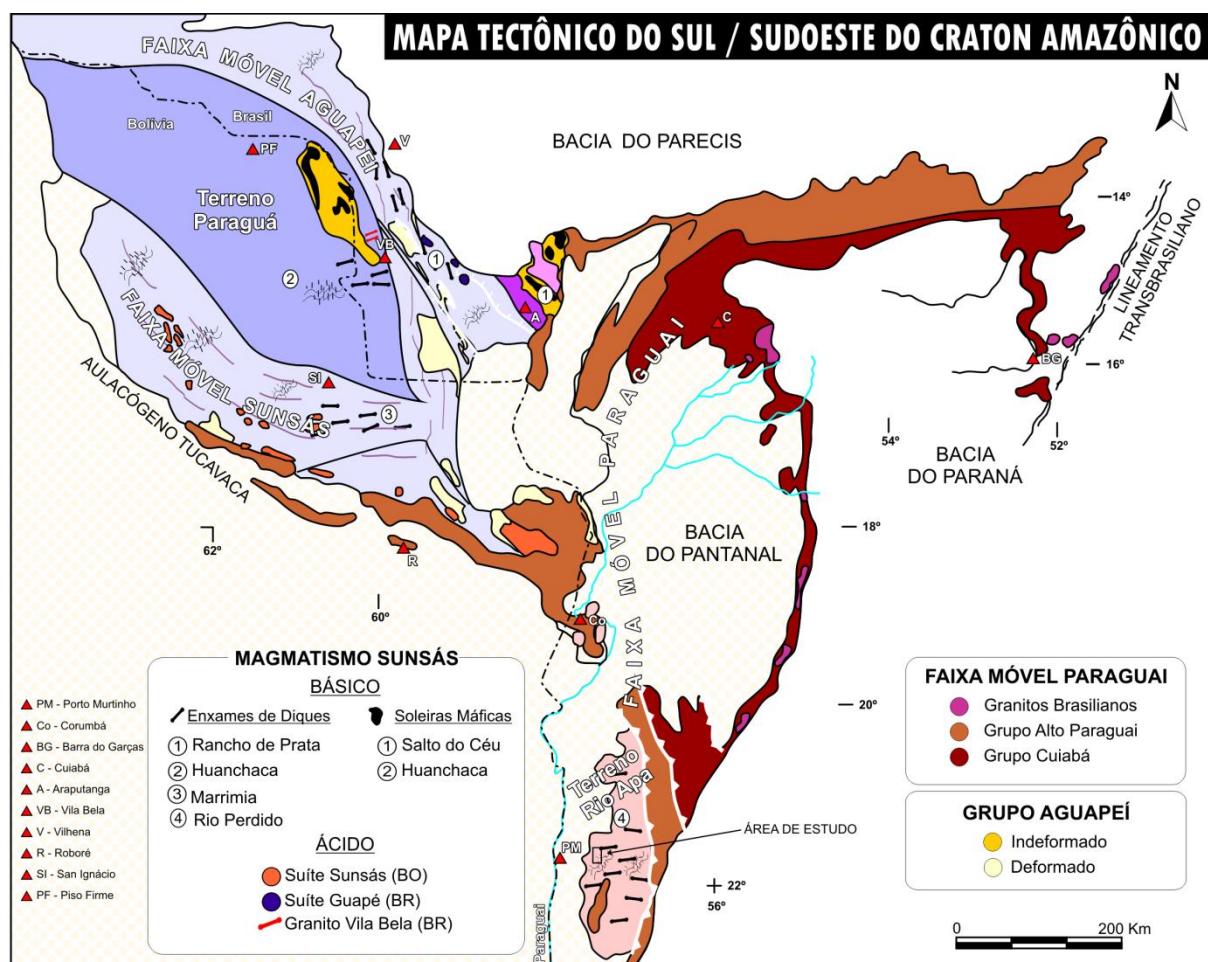 MAPA TECTÔNICO DO SUL / SUDOESTE DO CRATON AMAZÔNICO
N
FAIXA MÓVEL AGUAPEI
Bolívia
Brasil
PF
V
BACIA DO PARECIS
14º
Terreno
Paraguá
VB
1
1
2
A
LINEAMENTO
TRANSBRASILIANO
C
BG
16º
FAIXA MÓVEL SUNSÁS
SI
3
AULACÓGENO TUCAVACA
FAIXA MÓVEL PARAGUAI
54º
52º
BACIA
DO PARANÁ
62º
R
60º
BACIA
DO PANTANAL
18º
Co
20º
Terreno
Rio Apa
4
PM
ÁREA DE ESTUDO
22º
56º
Paraguai
PM - Porto Murtinho
Co - Corumbá
BG - Barra do Garças
C - Cuiabá
A - Araputanga
VB - Vila Bela
V - Vilhena
R - Roboré
SI - San Ignácio
PF - Piso Firme
MAGMATISMO SUNSÁS
BÁSICO
Enxames de Diques
1 Rancho de Prata
2 Huanchaca
3 Marrimia
4 Rio Perdido
Soleiras Máficas
1 Salto do Céu
2 Huanchaca
ÁCIDO
Suíte Sunsás (BO)
Suíte Guapé (BR)
Granito Vila Bela (BR)
FAIXA MÓVEL PARAGUAI
Granitos Brasilianos
Grupo Alto Paraguai
Grupo Cuiabá
GRUPO AGUAPEÍ
Indeformado
Deformado
0 200 Km